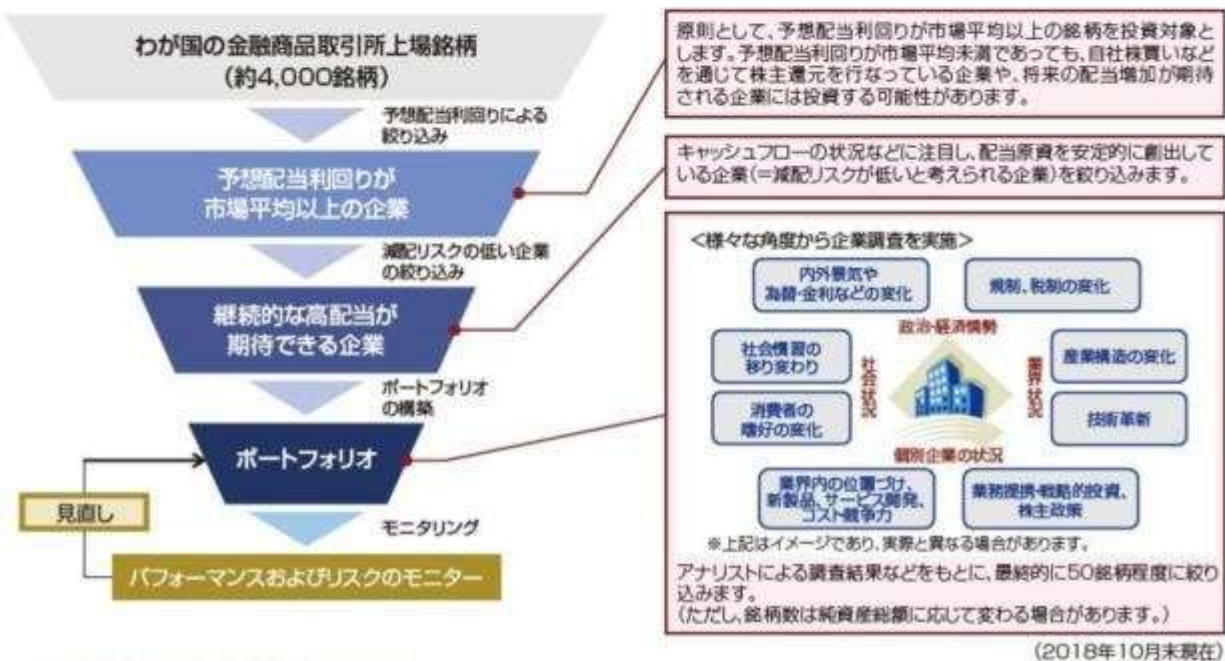 わが国の金融商品取引所上場銘柄
(約4,000銘柄)
予想配当利回りによる
絞り込み
予想配当利回りが
市場平均以上の企業
減配リスクの低い企業
の絞り込み
継続的な高配当が
期待できる企業
ポートフォリオ
の構築
ポートフォリオ
見直し
モニタリング
パフォーマンスおよびリスクのモニター
原則として、予想配当利回りが市場平均以上の銘柄を投資対象と
します。予想配当利回りが市場平均未満であっても、自社株買いなど
を通じて株主還元を行なっている企業や、将来の配当増加が期待
される企業には投資する可能性があります。
キャッシュフローの状況などに注目し、配当原資を安定的に創出して
いる企業(=減配リスクが低いと考えられる企業)を絞り込みます。
<様々な角度から企業調査を実施>
内外景気や
為替・金利などの変化
規制、税制の変化
政治・経済情勢
社会慣習の
移り変わり
社会状況
業界状況
産業構造の変化
消費者の
嗜好の変化
技術革新
個別企業の状況
業界内の位置づけ、
新製品、サービス開発、
コスト競争力
業務提携・戦略的投資、
株主政策
※上記はイメージであり、実際と異なる場合があります。
アナリストによる調査結果などをもとに、最終的に50銘柄程度に絞り
込みます。
(ただし、銘柄数は純資産総額に応じて変わる場合があります。)
(2018年10月末現在)